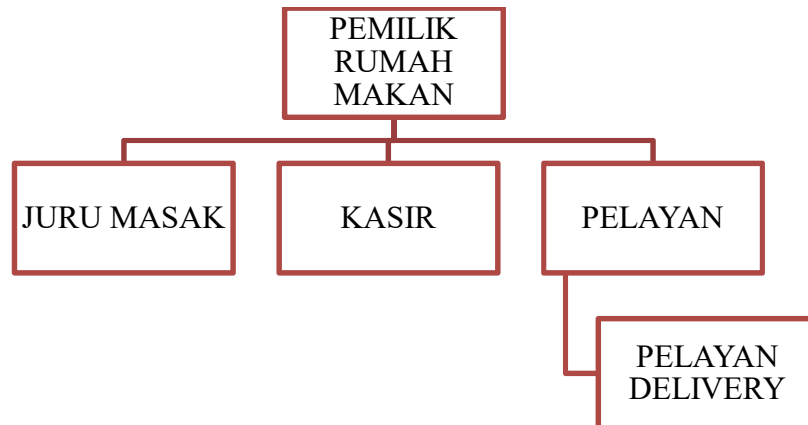 PEMILIK
RUMAH
MAKAN
JURU MASAK
KASIR
PELAYAN
PELAYAN
DELIVERY